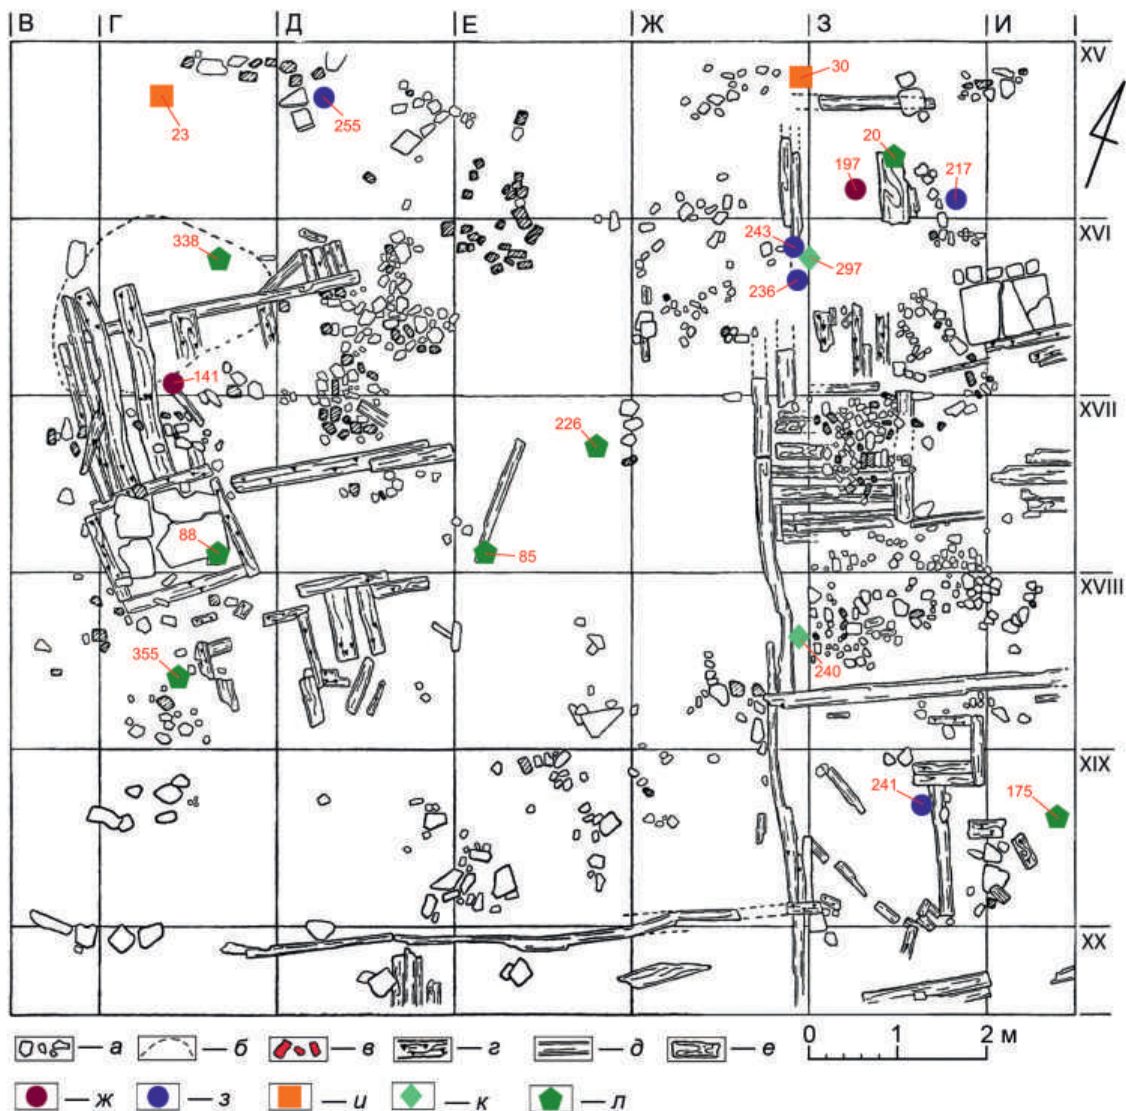 В Г Д Е Ж З И
XV
30
23
255
20
197
217
XVI
243
338
297
236
141
XVII
226
88
85
XVIII
355
240
XIX
241
175
XX
— а — б — в — г — д — е 0 1 2 м
— ж — з — и — к — л